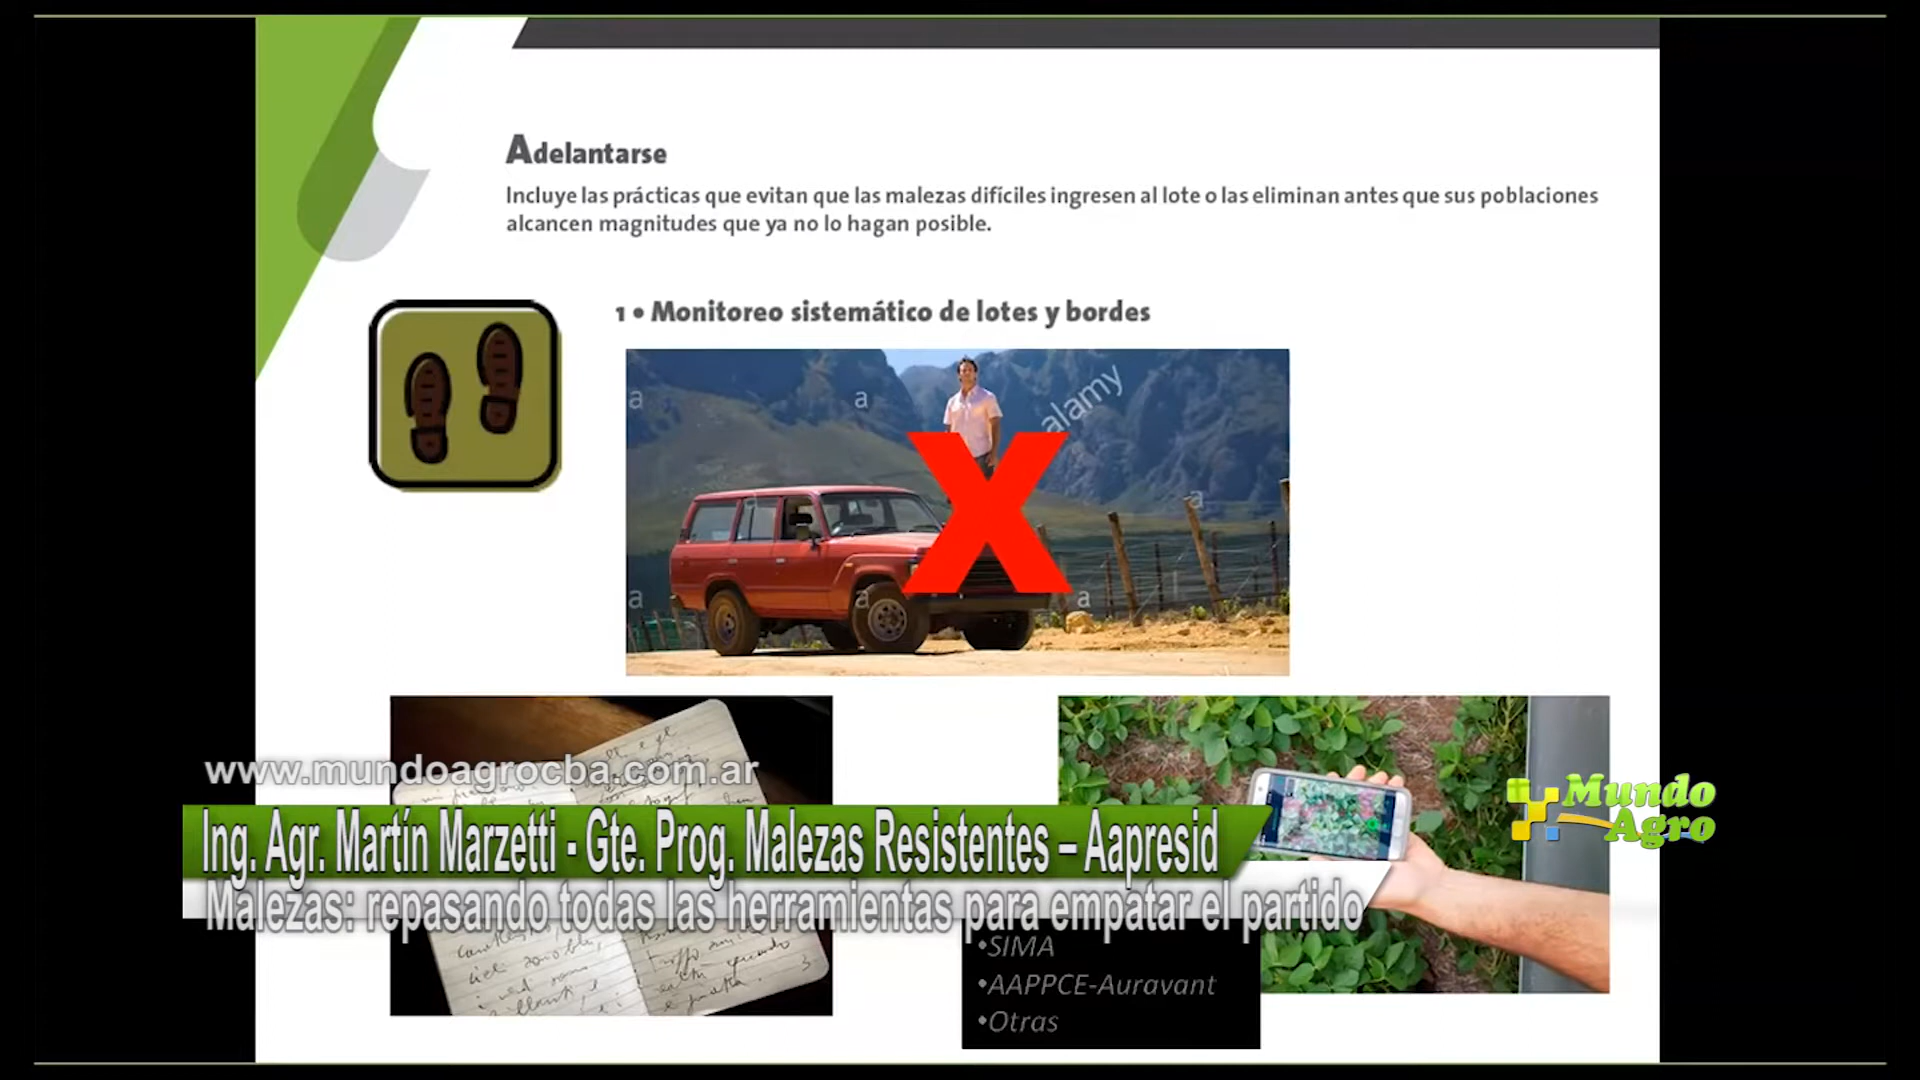 Adelantarse
Incluye las prácticas que evitan que las malezas difíciles ingresen al lote o las eliminan antes que sus poblaciones
alcancen magnitudes que ya no lo hagan posible.
1 • Monitoreo sistemático de lotes y bordes
a
a
alamy
a
a
a
a
www.mundoagrocba.com.ar
Mundo
Agro
Ing. Agr. Martín Marzetti - Gte. Prog. Malezas Resistentes – Aapresid
Malezas: repasando todas las herramientas para empatar el partido
•SIMA
•AAPPCE-Auravant
•Otras